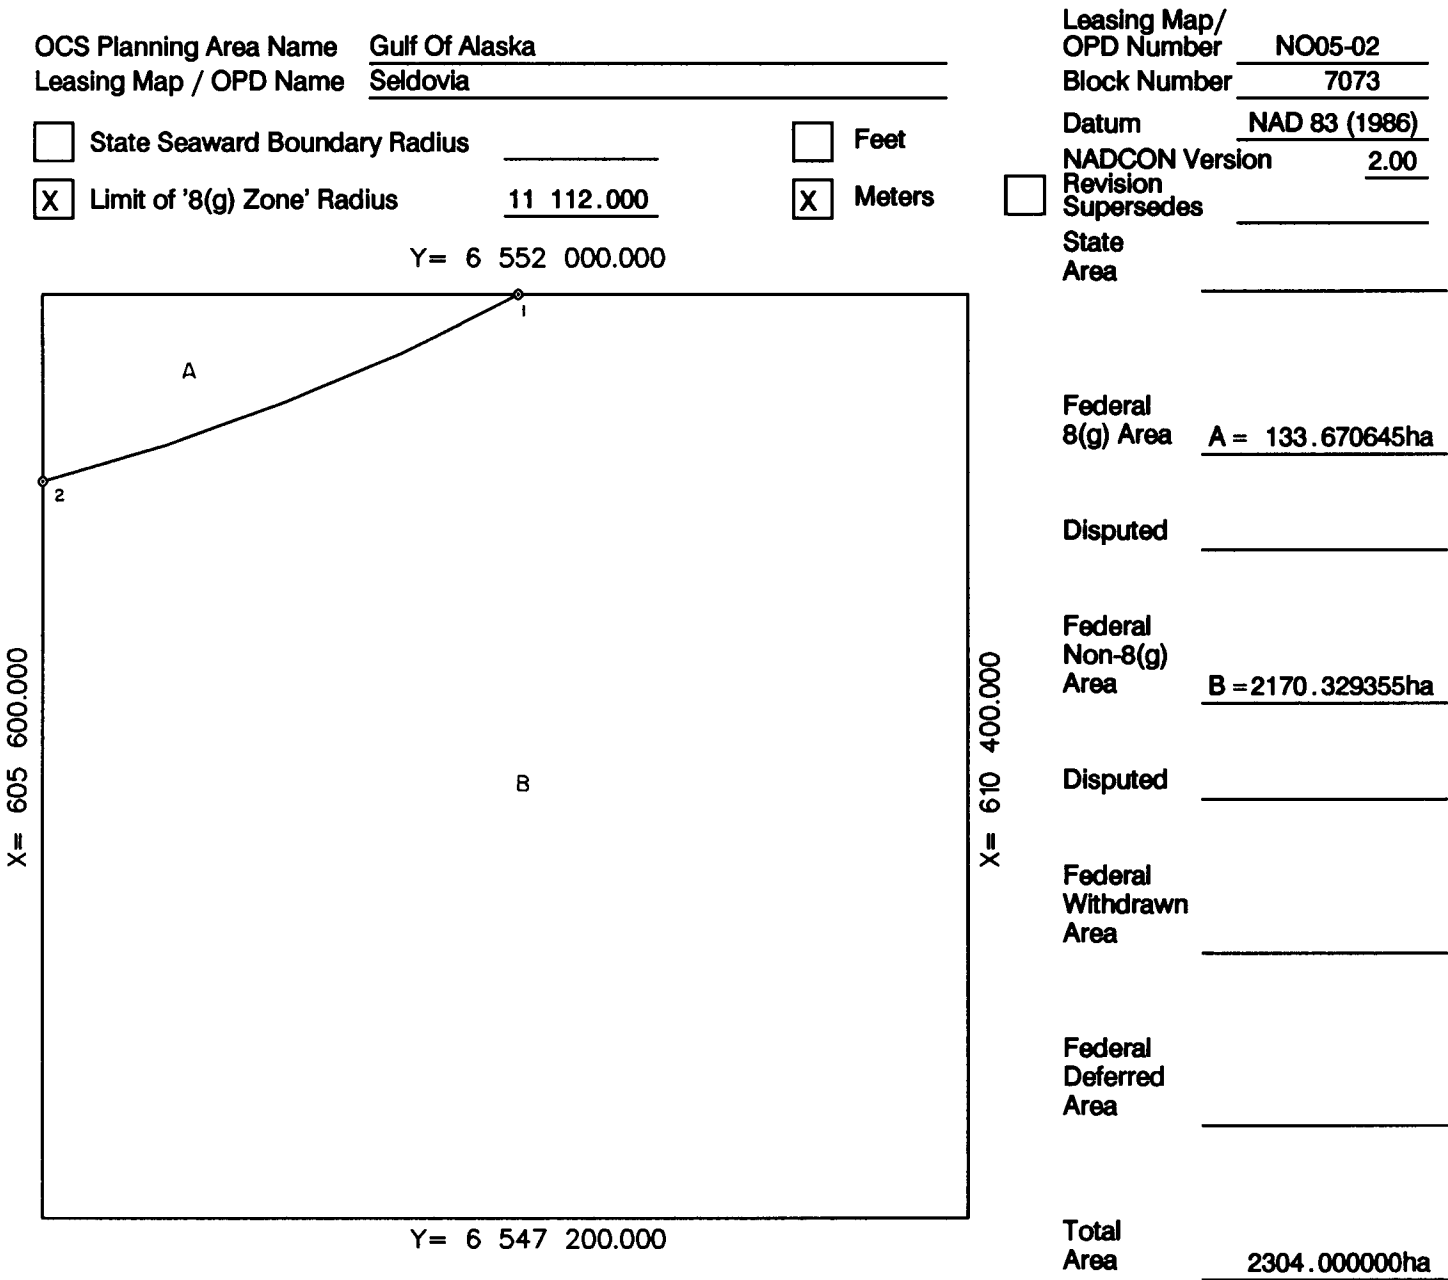 OCS Planning Area Name Gulf Of Alaska
Leasing Map / OPD Name Seldovia
Leasing Map/
OPD Number NO05-02
Block Number 7073
Datum NAD 83 (1986)
NADCON Version 2.00
Revision
Supersedes
State Seaward Boundary Radius
Feet
X Limit of '8(g) Zone' Radius 11 112.000
X Meters
State
Area
Y= 6 552 000.000
1
A
2
X= 605 600.000
B
X= 610 400.000
Y= 6 547 200.000
Federal
8(g) Area A = 133.670645ha
Disputed
Federal
Non-8(g)
Area B =2170.329355ha
Disputed
Federal
Withdrawn
Area
Federal
Deferred
Area
Total
Area 2304.000000ha